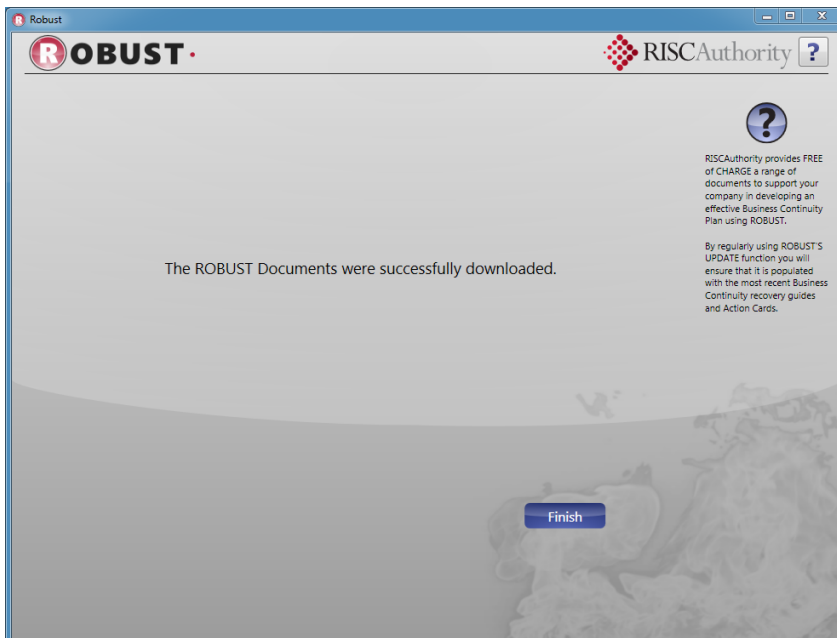 Robust
ROBUST
RISCAuthority ?
?
RISCAuthority provides FREE
of CHARGE a range of
documents to support your
company in developing an
effective Business Continuity
Plan using ROBUST.
By regularly using ROBUST'S
UPDATE function you will
ensure that it is populated
with the most recent Business
Continuity recovery guides
and Action Cards.
The ROBUST Documents were successfully downloaded.
Finish